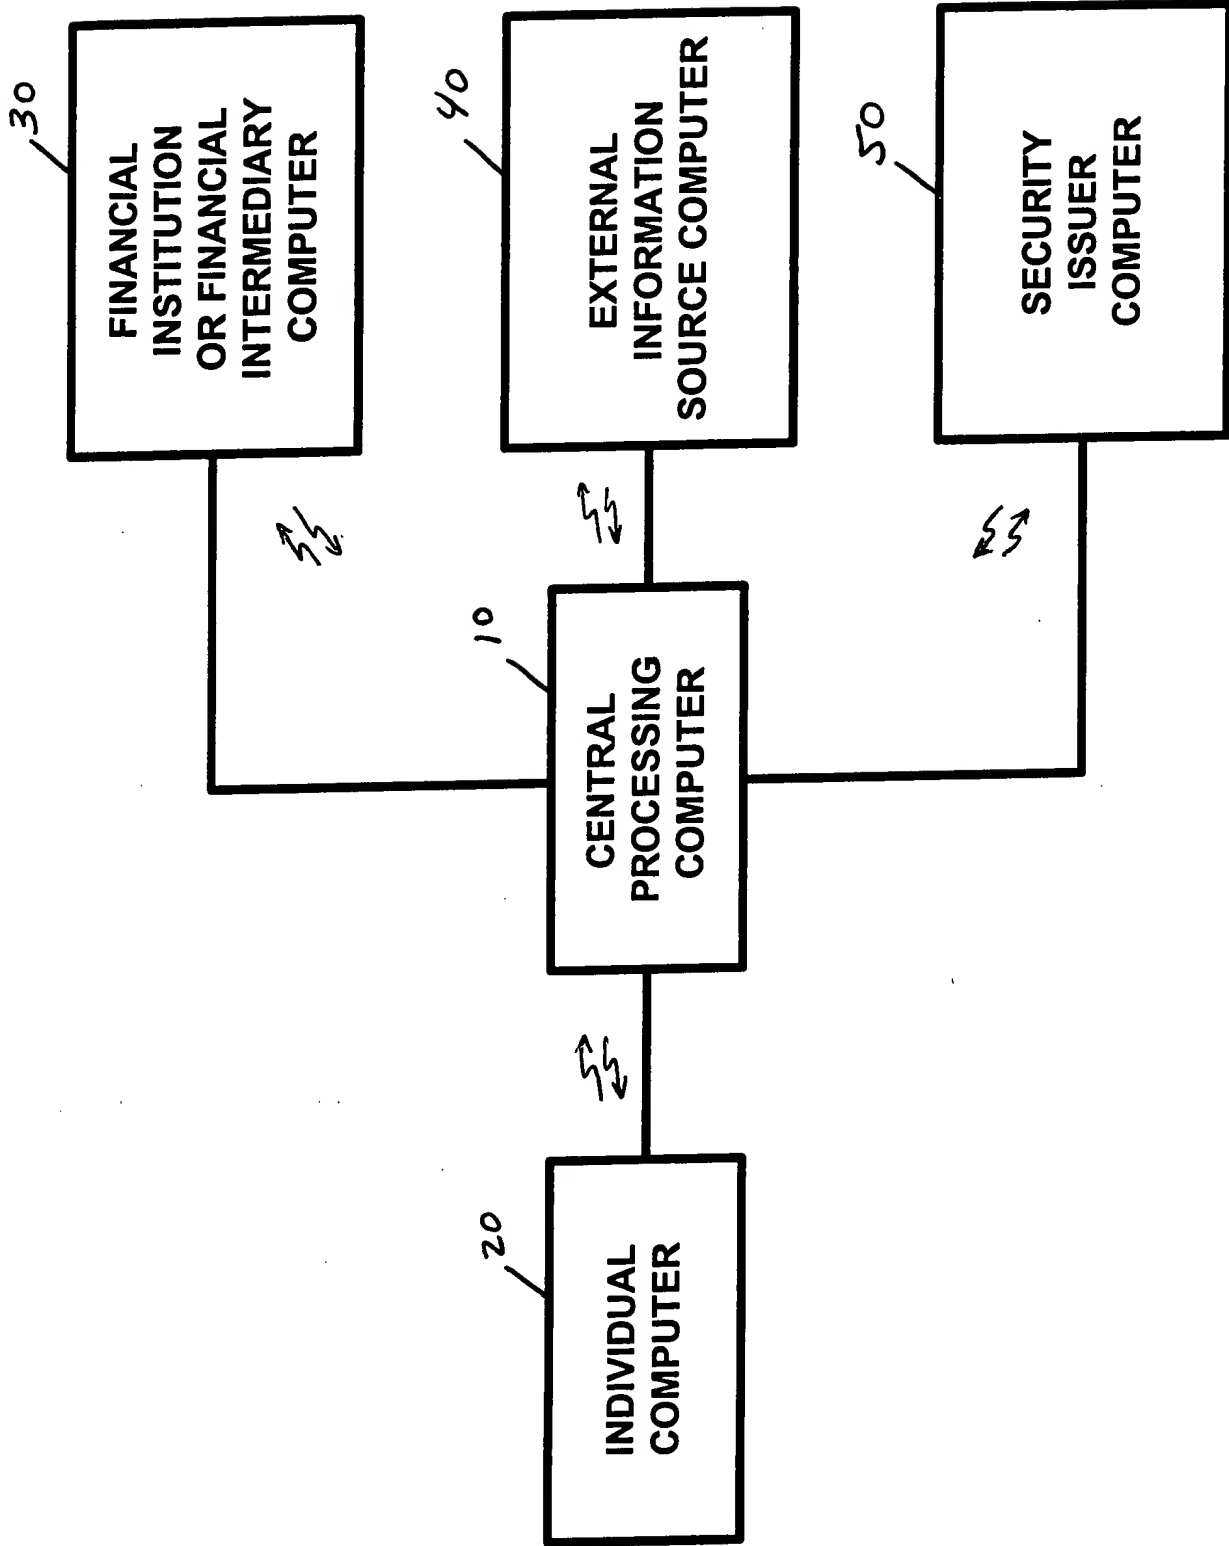 30
FINANCIAL
INSTITUTION
OR FINANCIAL
INTERMEDIARY
COMPUTER
40
EXTERNAL
INFORMATION
SOURCE COMPUTER
50
SECURITY
ISSUER
COMPUTER
10
CENTRAL
PROCESSING
COMPUTER
20
INDIVIDUAL
COMPUTER